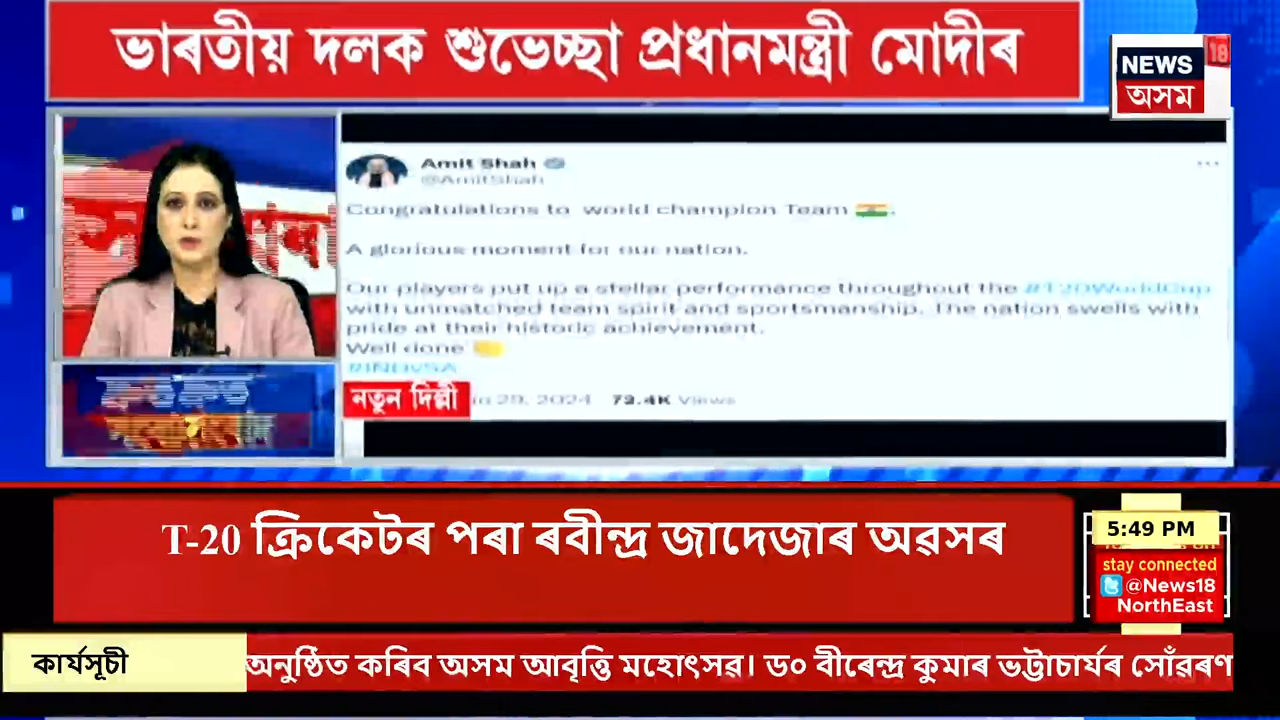 ভাৰতীয় দলক শুভেচ্ছা প্ৰধানমন্ত্ৰী মোদীৰ
NEWS 18
অসম
Amit Shah
@AmitShah
Congratulations to world champion Team
A glorious moment for our nation.
Our players put up a stellar performance throughout the #T20WorldCup
with unmatched team spirit and sportsmanship. The nation swells with
pride at their historic achievement.
Well done
#INDvSA
নতুন দিল্লী
29, 2024 73.4K Views
T-20 ক্ৰিকেটৰ পৰা ৰবীন্দ্ৰ জাদেজাৰ অৱসৰ
5:49 PM
stay connected
@News18
NorthEast
কাৰ্যসূচী
অনুষ্ঠিত কৰিব অসম আবৃত্তি মহোৎসৱ। ড০ বীৰেন্দ্ৰ কুমাৰ ভট্টাচাৰ্যৰ সোঁৱৰণ